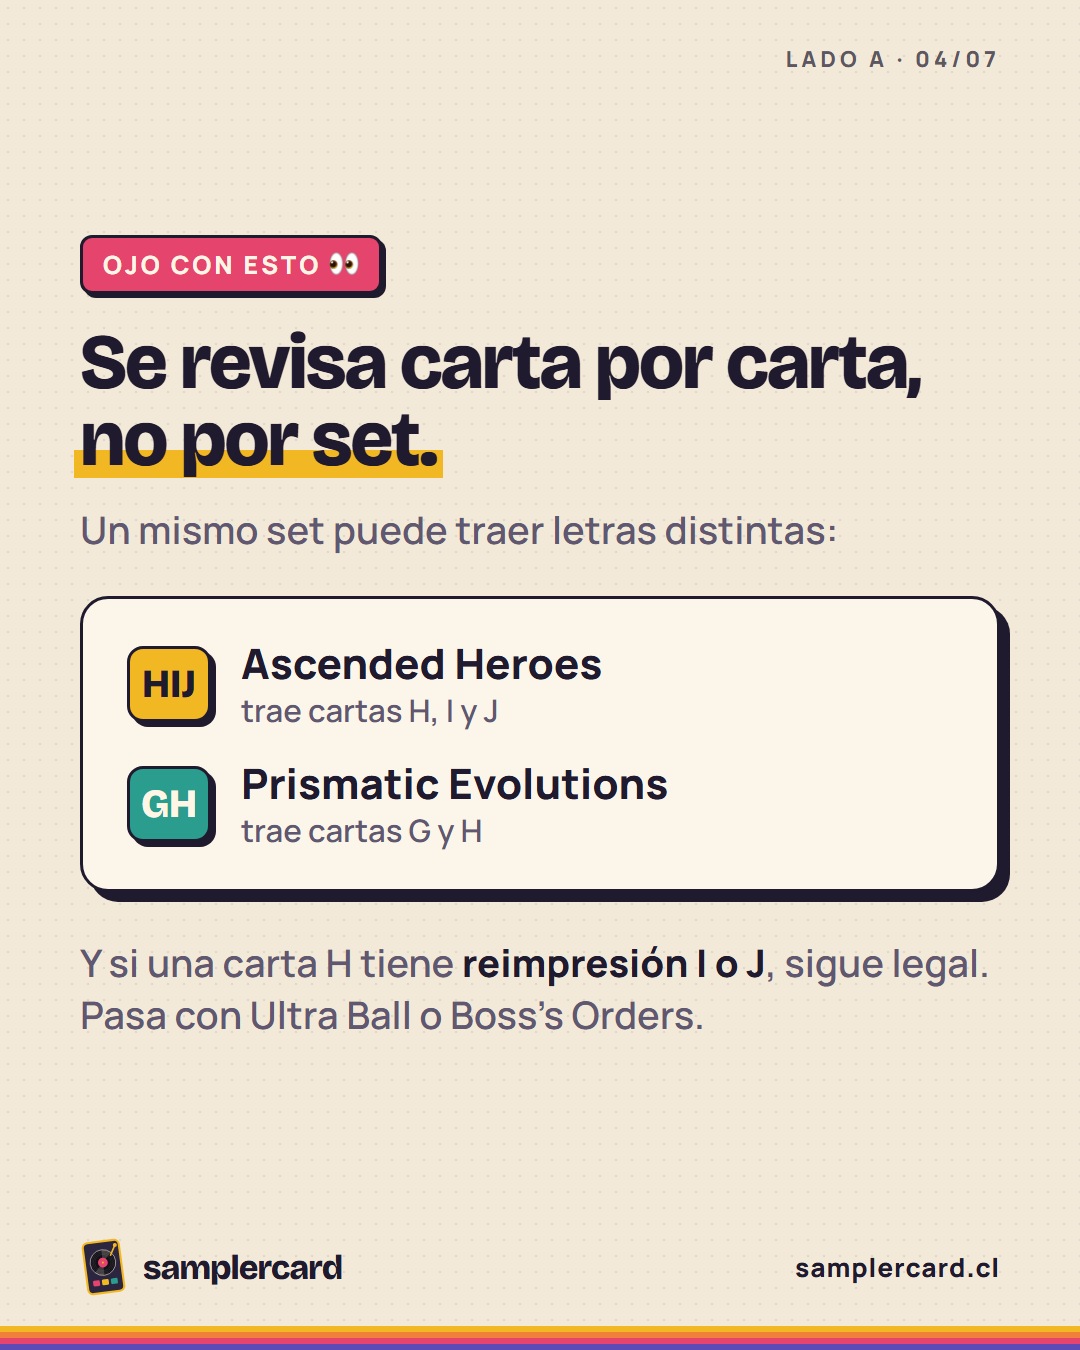 LADO A · 04/07
OJO CON ESTO 👀
Se revisa carta por carta,
no por set.
Un mismo set puede traer letras distintas:
HIJ
Ascended Heroes
trae cartas H, I y J
GH
Prismatic Evolutions
trae cartas G y H
Y si una carta H tiene reimpresión I o J, sigue legal.
Pasa con Ultra Ball o Boss’s Orders.
samplercard
samplercard.cl